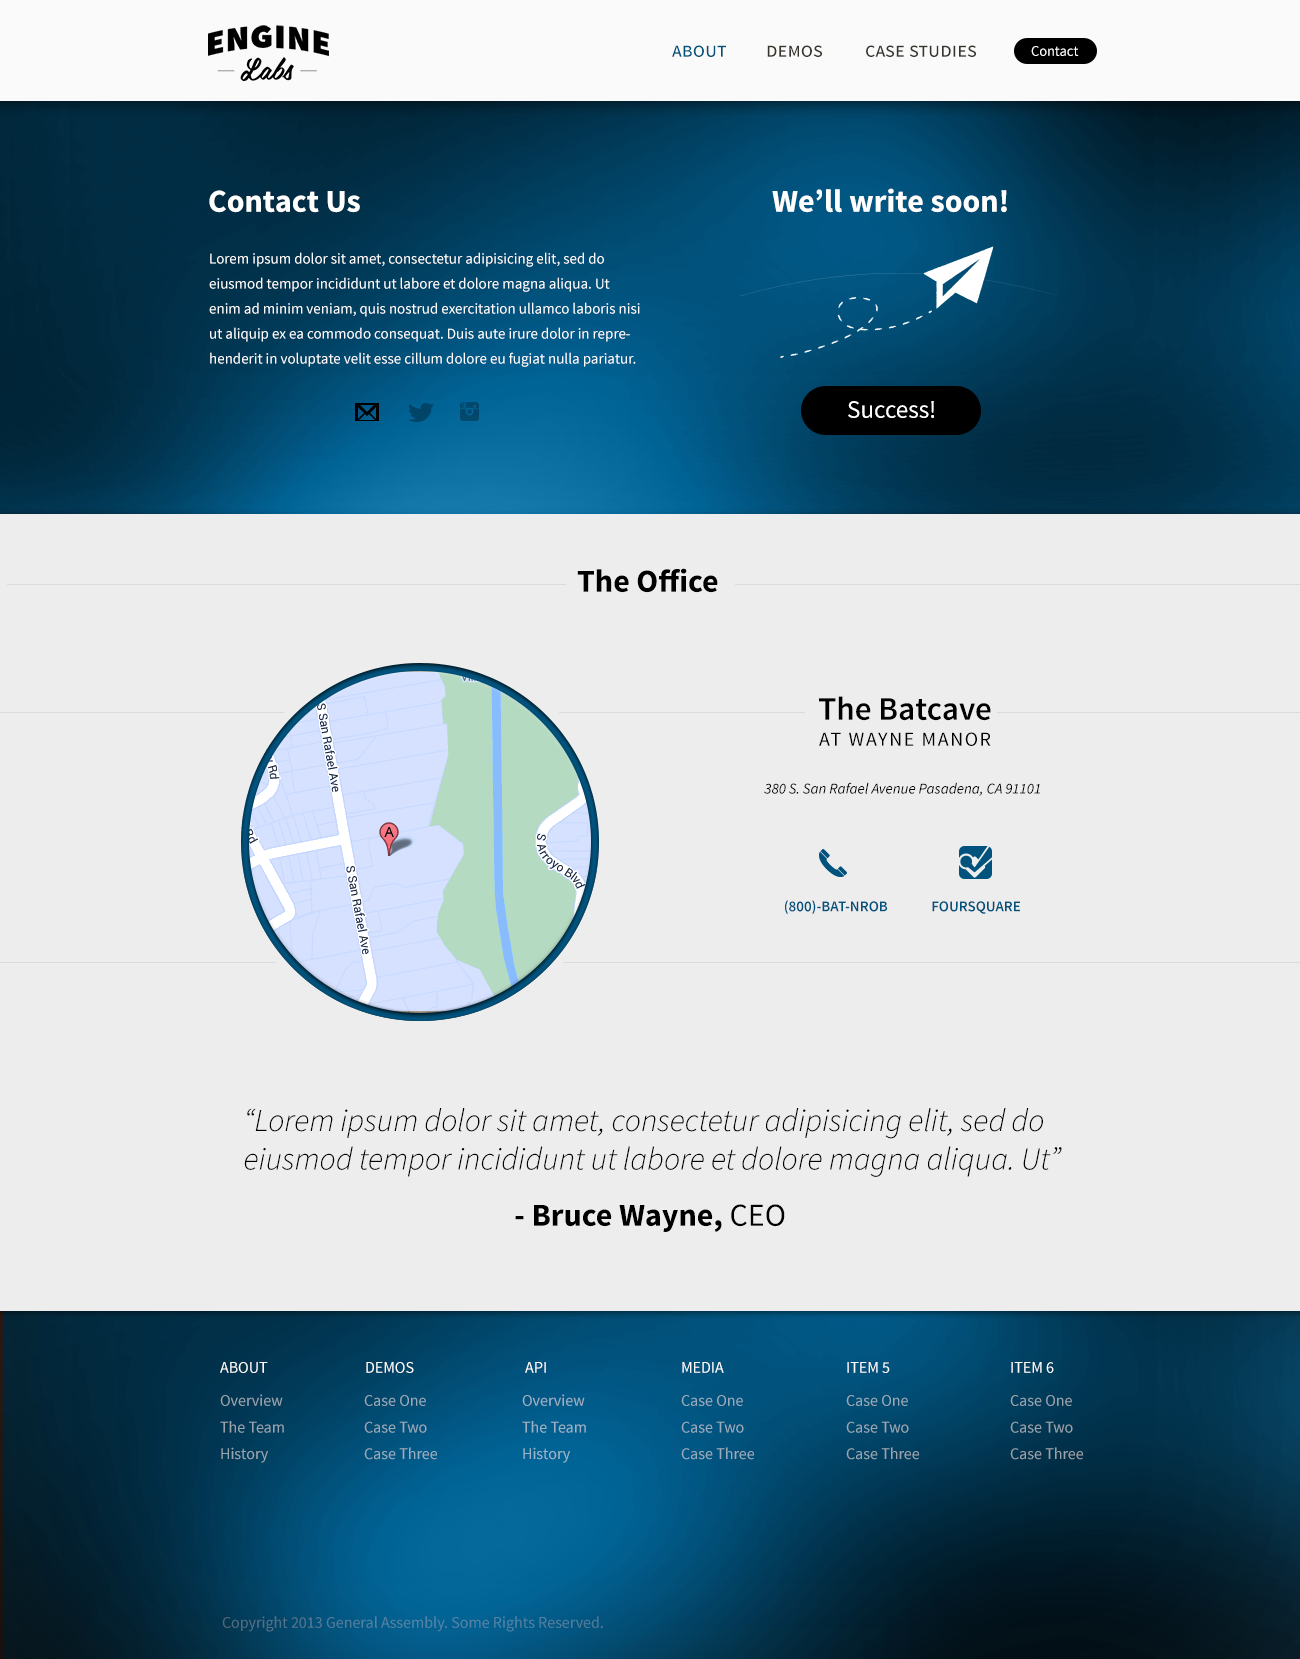 ENGINE
Labs
ABOUT
DEMOS
CASE STUDIES
Contact
Contact Us
Lorem ipsum dolor sit amet, consectetur adipisicing elit, sed do
eiusmod tempor incididunt ut labore et dolore magna aliqua. Ut
enim ad minim veniam, quis nostrud exercitation ullamco laboris nisi
ut aliquip ex ea commodo consequat. Duis aute irure dolor in repre-
henderit in voluptate velit esse cillum dolore eu fugiat nulla pariatur.
We’ll write soon!
Success!
The Office
S San Rafael Ave
Rd
Rd
A
S San Rafael Ave
S Arroyo Blvd
The Batcave
AT WAYNE MANOR
380 S. San Rafael Avenue Pasadena, CA 91101
(800)-BAT-NROB
FOURSQUARE
“Lorem ipsum dolor sit amet, consectetur adipisicing elit, sed do
eiusmod tempor incididunt ut labore et dolore magna aliqua. Ut”
- Bruce Wayne, CEO
ABOUT
Overview
The Team
History
DEMOS
Case One
Case Two
Case Three
API
Overview
The Team
History
MEDIA
Case One
Case Two
Case Three
ITEM 5
Case One
Case Two
Case Three
ITEM 6
Case One
Case Two
Case Three
Copyright 2013 General Assembly. Some Rights Reserved.